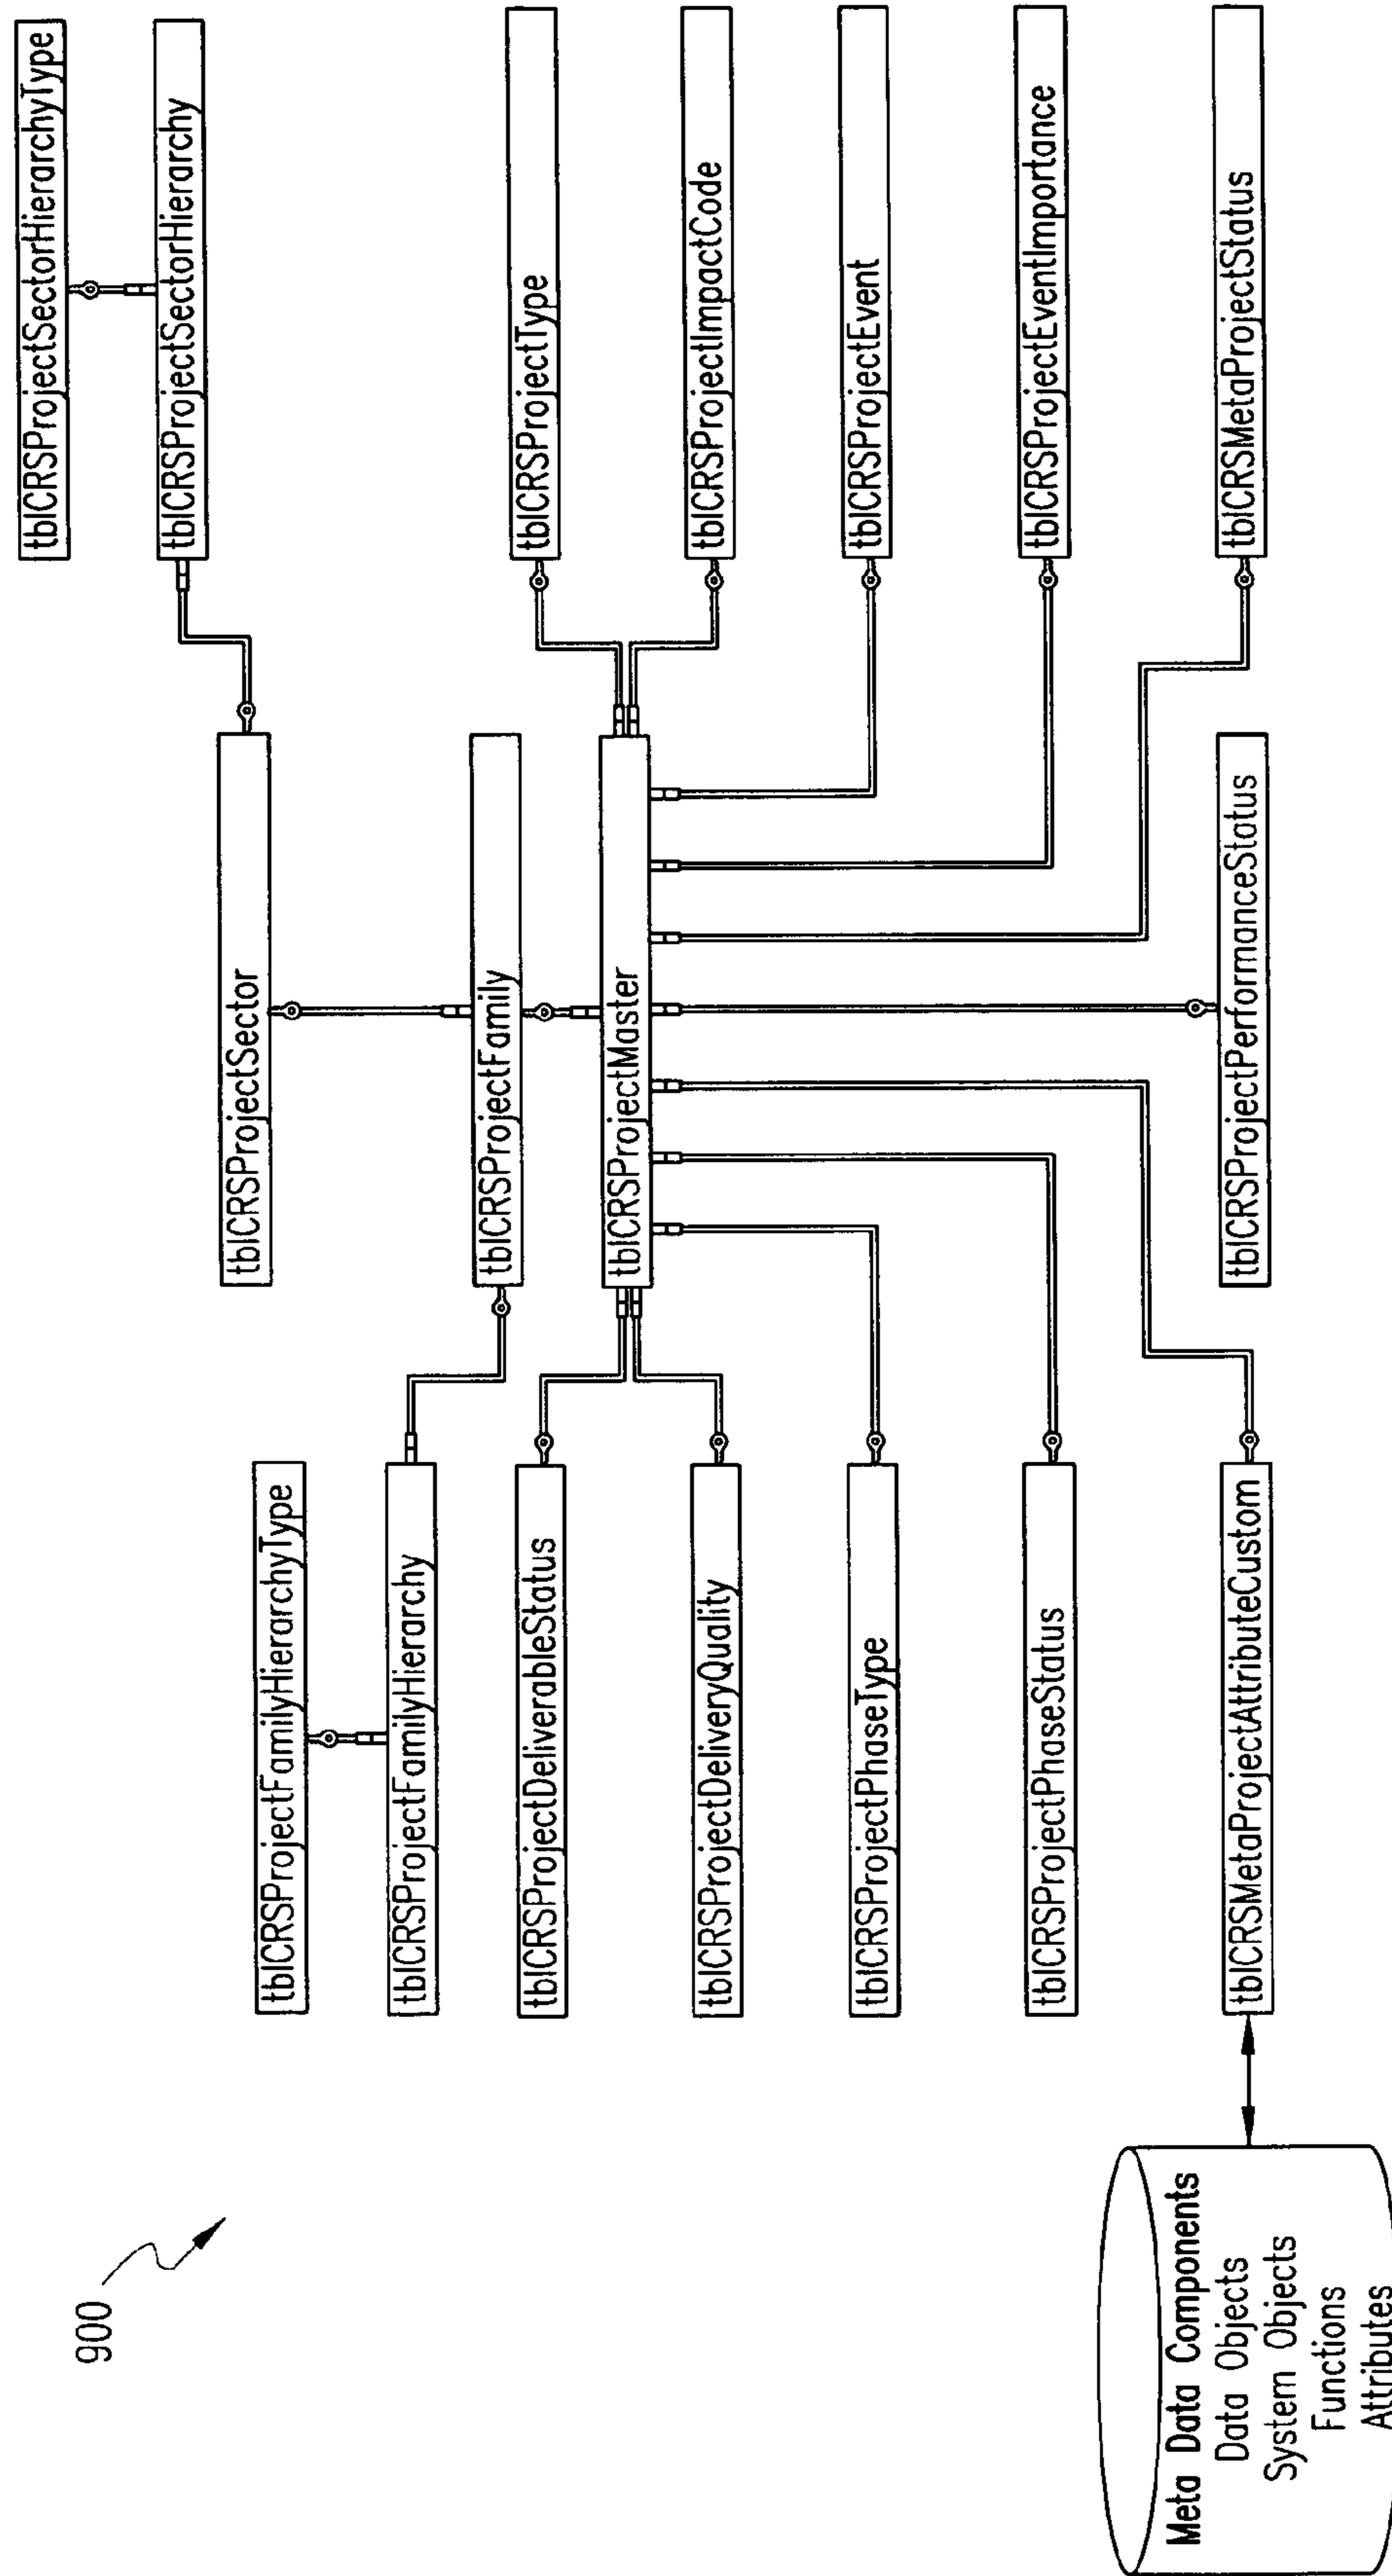 900
tblCRSProjectSectorHierarchyType
tblCRSProjectSectorHierarchy
tblCRSProjectSector
tblCRSProjectFamilyHierarchyType
tblCRSProjectFamilyHierarchy
tblCRSProjectFamily
tblCRSProjectType
tblCRSProjectDeliverableStatus
tblCRSProjectMaster
tblCRSProjectImpactCode
tblCRSProjectDeliveryQuality
tblCRSProjectEvent
tblCRSProjectPhaseType
tblCRSProjectEventImportance
tblCRSProjectPhaseStatus
tblCRSMetaProjectStatus
tblCRSProjectPerformanceStatus
tblCRSMetaProjectAttributeCustom
Meta Data Components
Data Objects
System Objects
Functions
Attributes